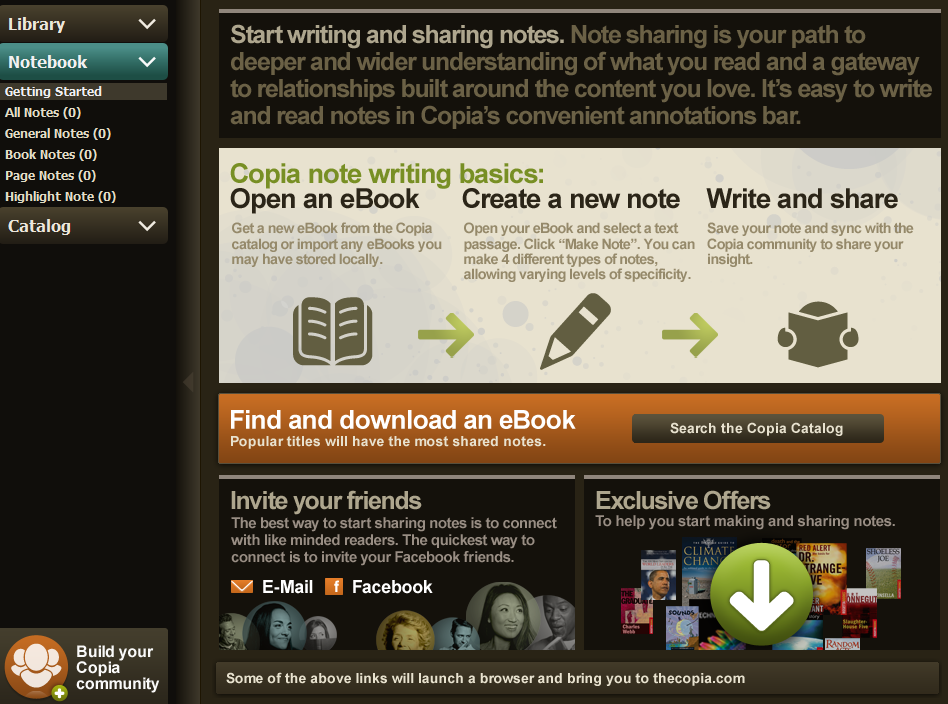 Library
Notebook
Getting Started
All Notes (0)
General Notes (0)
Book Notes (0)
Page Notes (0)
Highlight Note (0)
Catalog
Build your
Copia
community
Start writing and sharing notes. Note sharing is your path to
deeper and wider understanding of what you read and a gateway
to relationships built around the content you love. It’s easy to write
and read notes in Copia’s convenient annotations bar.
Copia note writing basics:
Open an eBook
Get a new eBook from the Copia
catalog or import any eBooks you
may have stored locally.
Create a new note
Open your eBook and select a text
passage. Click “Make Note”. You can
make 4 different types of notes,
allowing varying levels of specificity.
Write and share
Save your note and sync with the
Copia community to share your
insight.
Find and download an eBook
Popular titles will have the most shared notes.
Search the Copia Catalog
Invite your friends
The best way to start sharing notes is to connect
with like minded readers. The quickest way to
connect is to invite your Facebook friends.
E-Mail
f
Facebook
Exclusive Offers
To help you start making and sharing notes.
CLIMATE
RED ALERT
DR.
SHOELESS
JOE
Charles
Webb
SOUNDS
Slaughter-
House Five
RANDOM
Some of the above links will launch a browser and bring you to thecopia.com